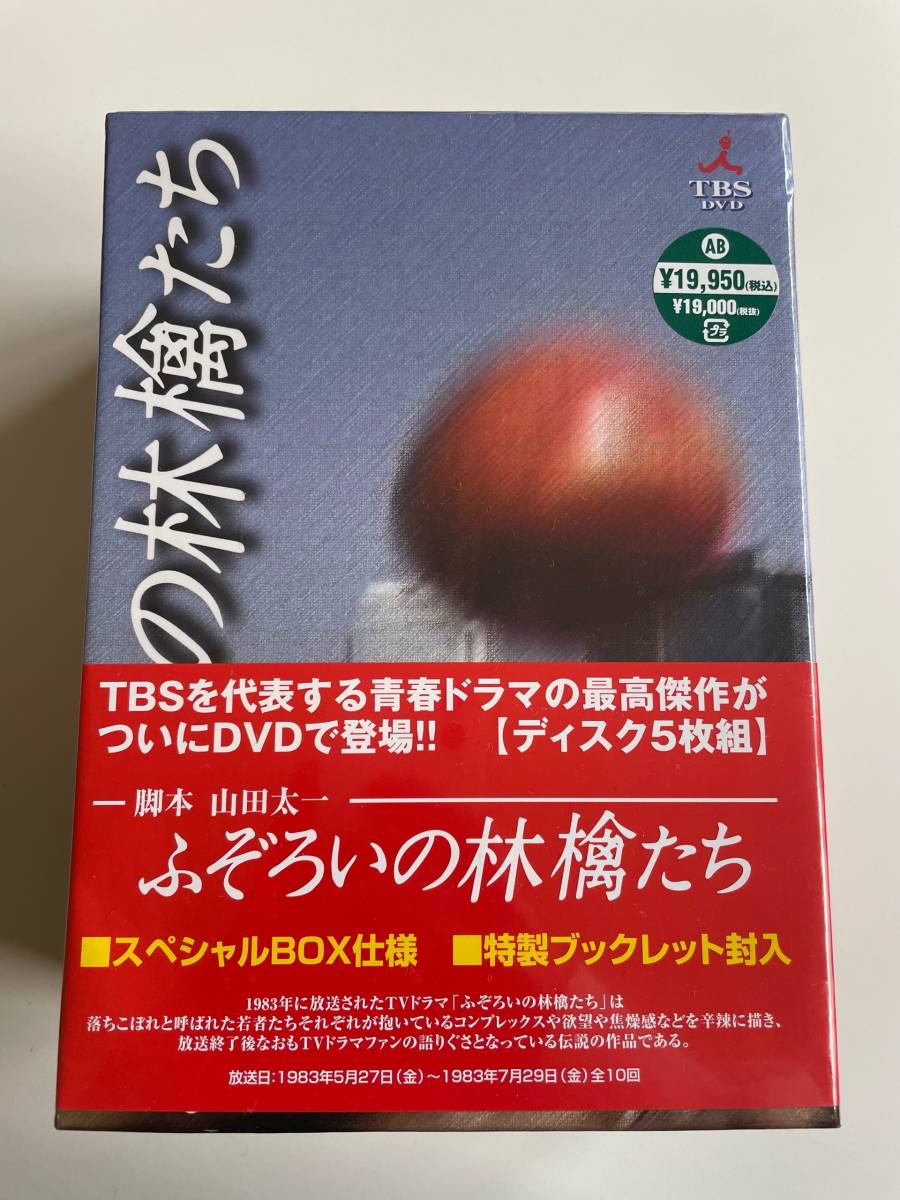 の林檎たち
TBS
DVD
AB
¥19,950(税込)
¥19,000(税抜)
プラ
TBSを代表する青春ドラマの最高傑作が
ついにDVDで登場!! 【ディスク5枚組】
脚本 山田太一
ふぞろいの林檎たち
■スペシャルBOX仕様 ■特製ブックレット封入
1983年に放送されたTVドラマ「ふぞろいの林檎たち」は
落ちこぼれと呼ばれた若者たちそれぞれが抱いているコンプレックスや欲望や焦燥感などを辛辣に描き、
放送終了後なおもTVドラマファンの語りぐさとなっている伝説の作品である。
放送日:1983年5月27日(金)~1983年7月29日(金)全10回